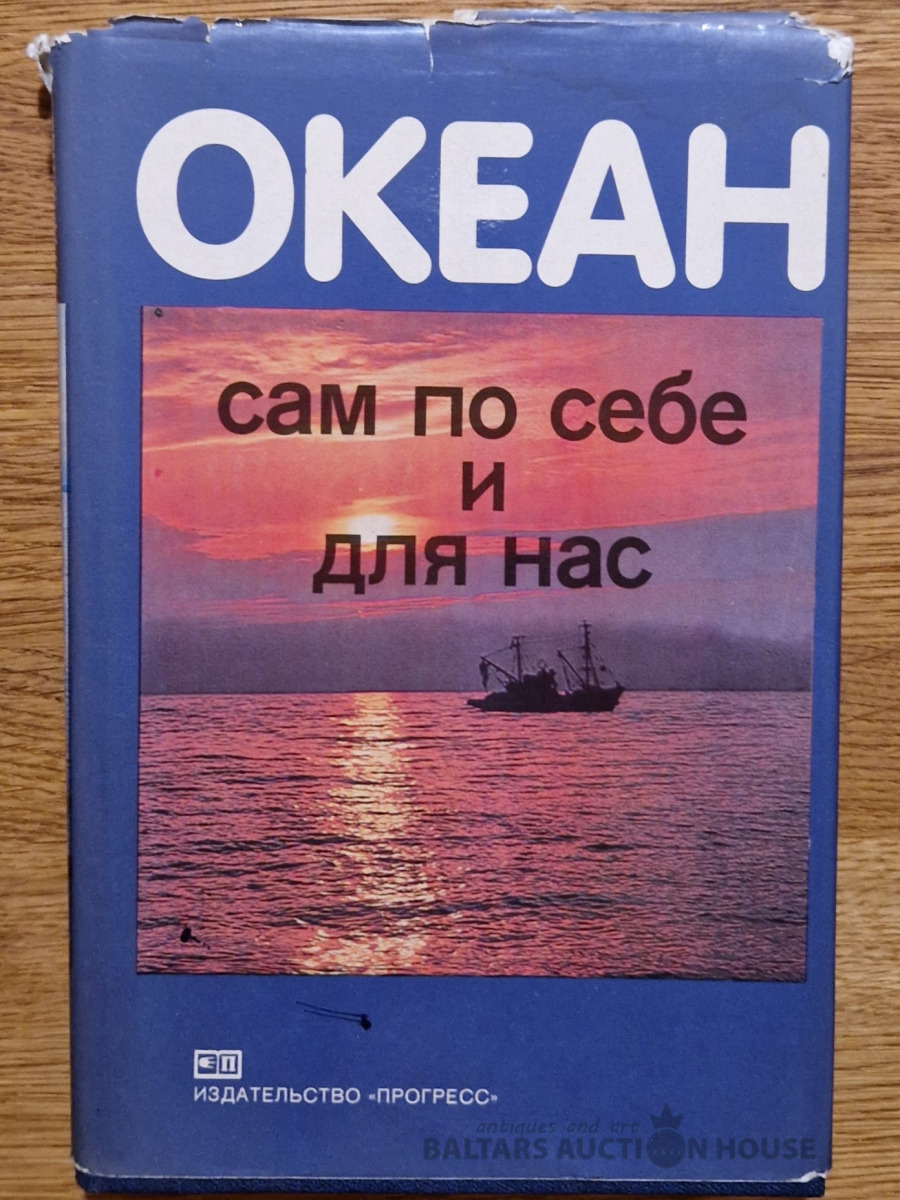 ОКЕАН
сам по себе
и
для нас
ИЗДАТЕЛЬСТВО «ПРОГРЕСС»
antiques and art
BALTARS AUCTION HOUSE